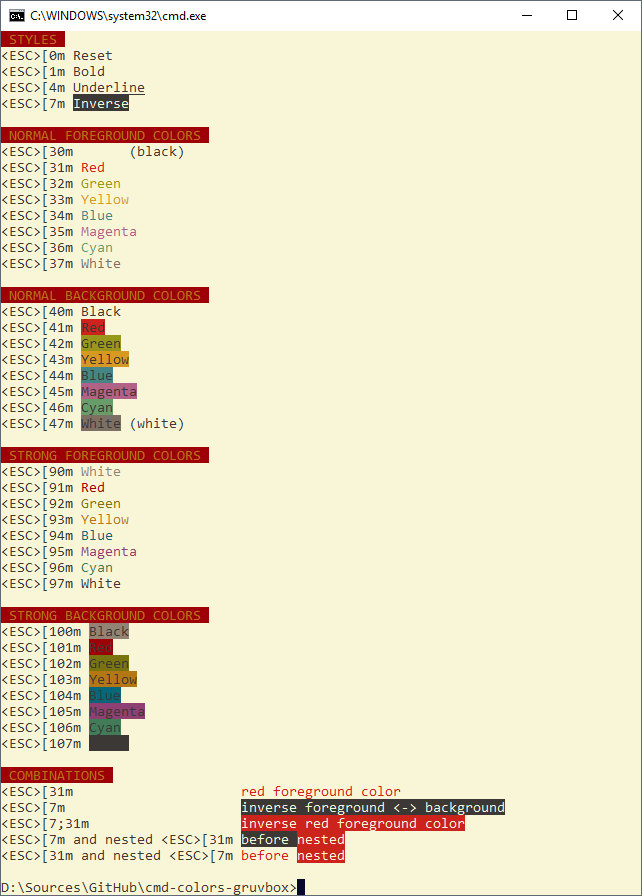 C:\WINDOWS\system32\cmd.exe
STYLES
<ESC>[0m Reset
<ESC>[1m Bold
<ESC>[4m Underline
<ESC>[7m Inverse
NORMAL FOREGROUND COLORS
<ESC>[30m       (black)
<ESC>[31m Red
<ESC>[32m Green
<ESC>[33m Yellow
<ESC>[34m Blue
<ESC>[35m Magenta
<ESC>[36m Cyan
<ESC>[37m White
NORMAL BACKGROUND COLORS
<ESC>[40m Black
<ESC>[41m Red
<ESC>[42m Green
<ESC>[43m Yellow
<ESC>[44m Blue
<ESC>[45m Magenta
<ESC>[46m Cyan
<ESC>[47m White (white)
STRONG FOREGROUND COLORS
<ESC>[90m White
<ESC>[91m Red
<ESC>[92m Green
<ESC>[93m Yellow
<ESC>[94m Blue
<ESC>[95m Magenta
<ESC>[96m Cyan
<ESC>[97m White
STRONG BACKGROUND COLORS
<ESC>[100m Black
<ESC>[101m Red
<ESC>[102m Green
<ESC>[103m Yellow
<ESC>[104m Blue
<ESC>[105m Magenta
<ESC>[106m Cyan
<ESC>[107m
COMBINATIONS
<ESC>[31m                     red foreground color
<ESC>[7m                      inverse foreground <-> background
<ESC>[7;31m                   inverse red foreground color
<ESC>[7m and nested <ESC>[31m before nested
<ESC>[31m and nested <ESC>[7m before nested
D:\Sources\GitHub\cmd-colors-gruvbox>